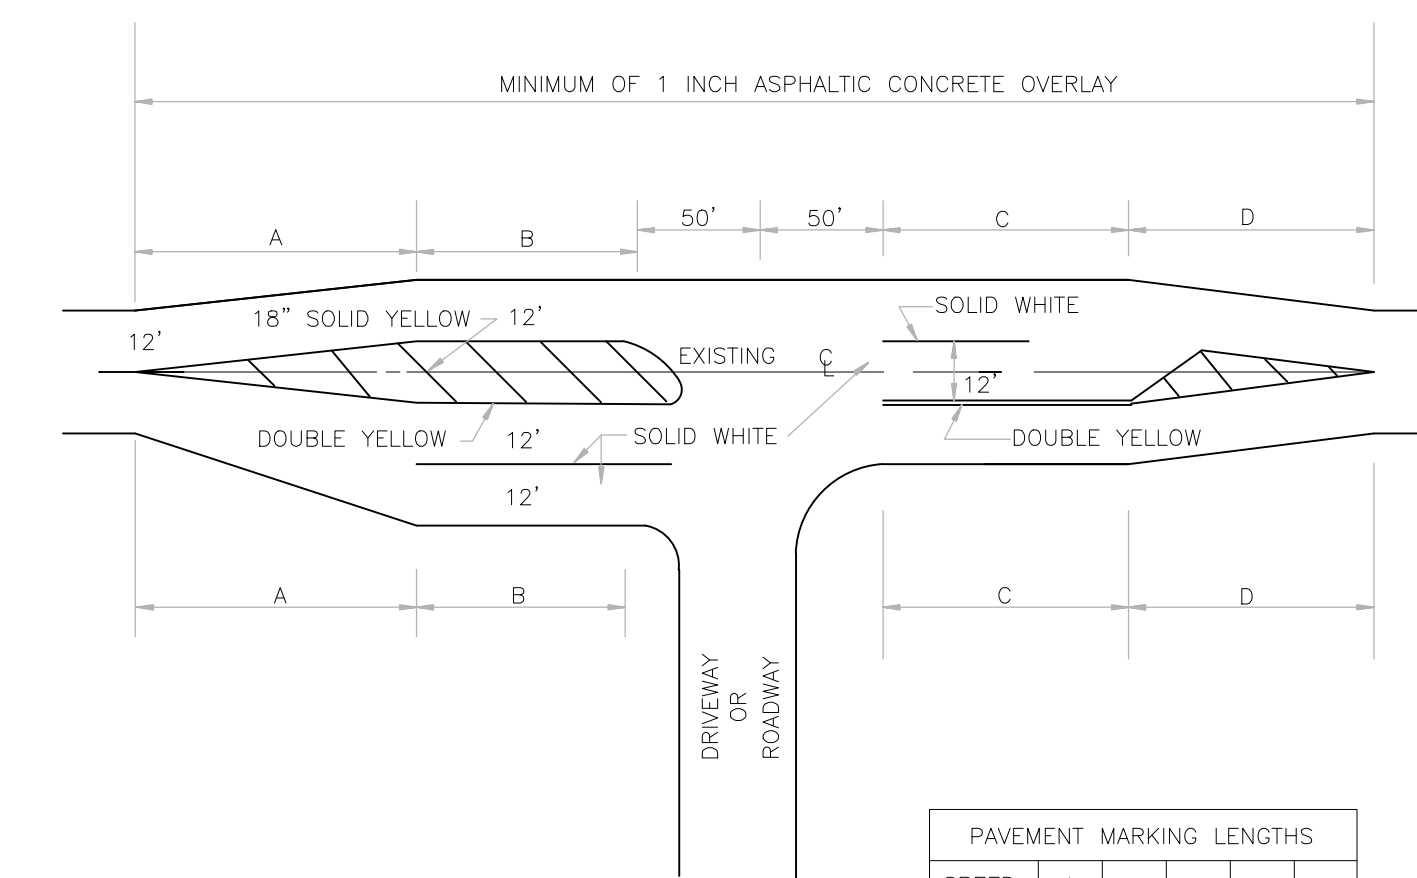 MINIMUM OF 1 INCH ASPHALTIC CONCRETE OVERLAY
50' 50' C D
A B
SOLID WHITE
18" SOLID YELLOW 12'
12'
EXISTING ℄
12'
DOUBLE YELLOW 12' SOLID WHITE DOUBLE YELLOW
12'
A B C D
DRIVEWAY
OR
ROADWAY
PAVEMENT MARKING LENGTHS